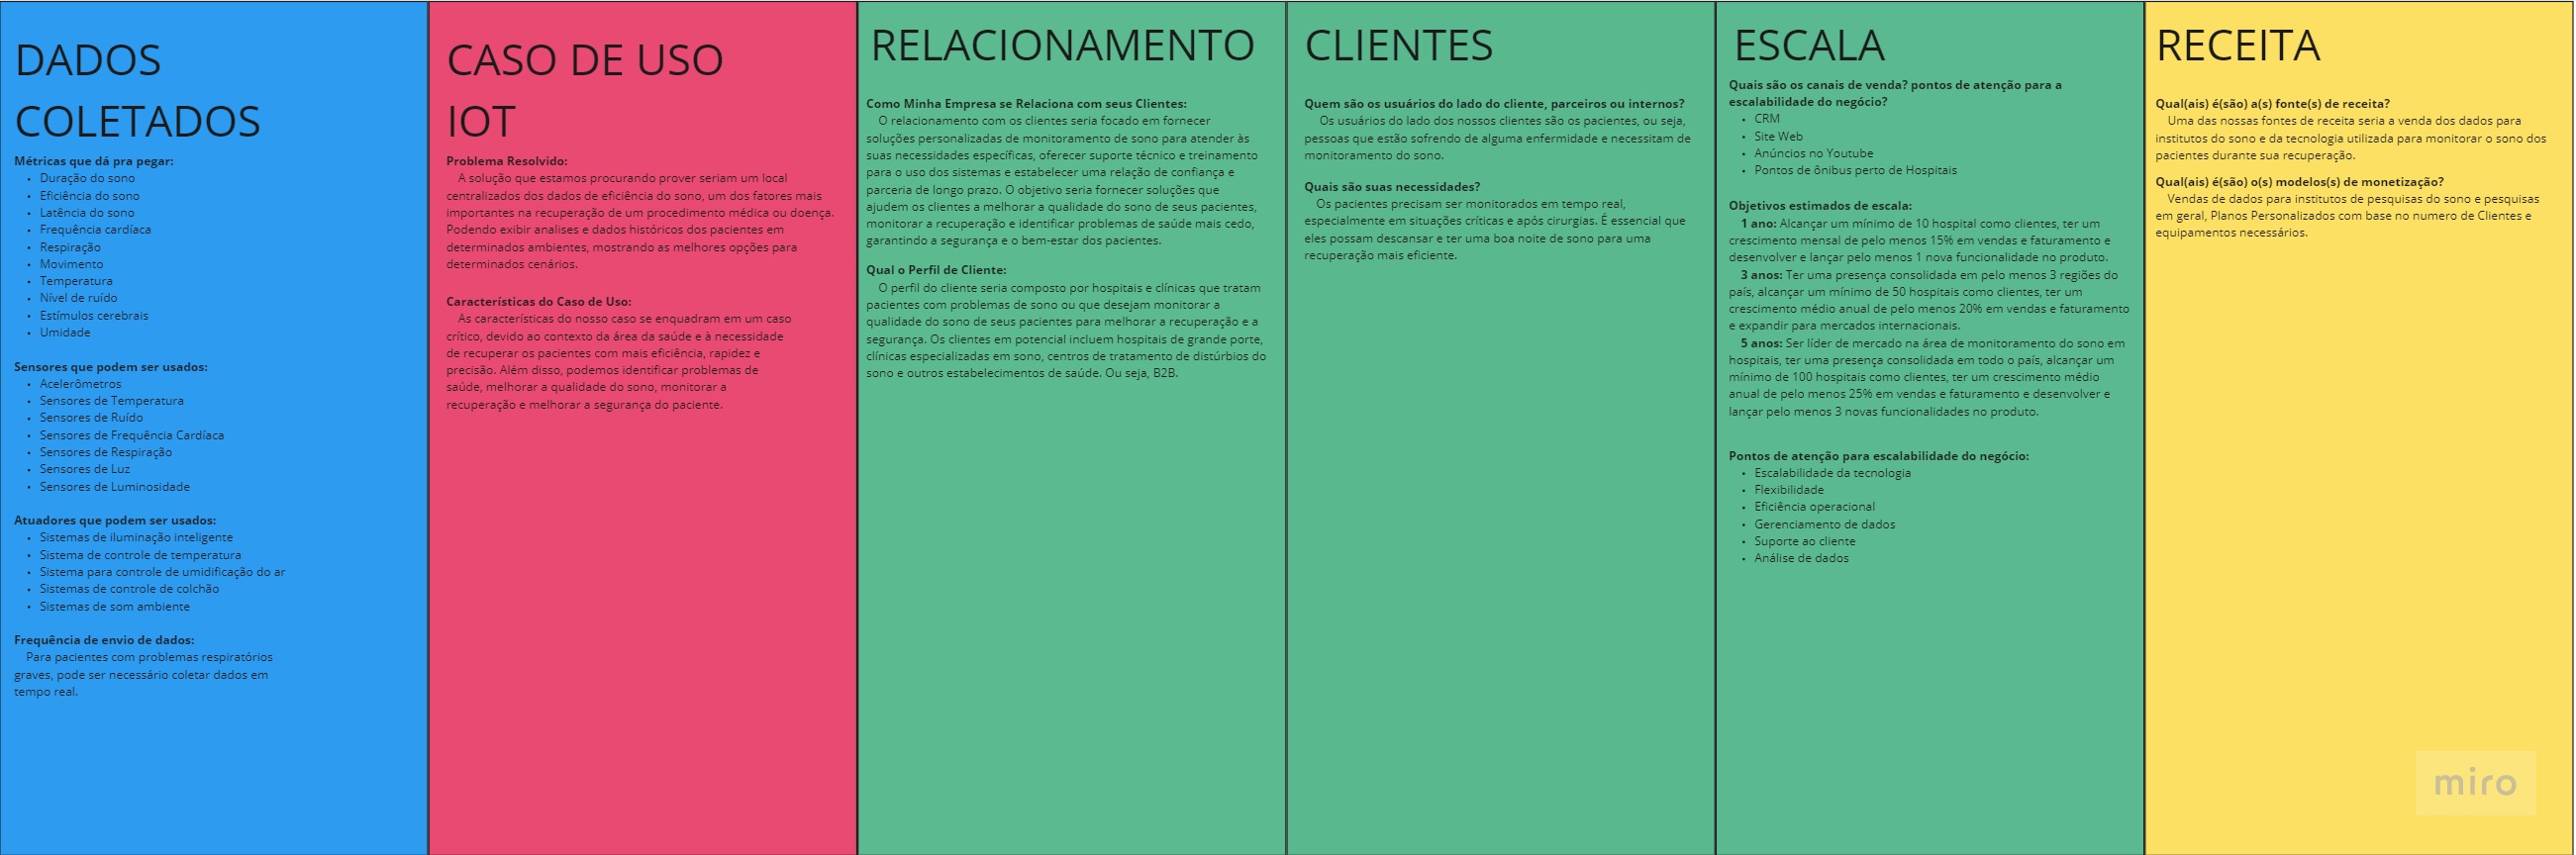 DADOS
COLETADOS
Métricas que dá pra pegar:
• Duração do sono
• Eficiência do sono
• Latência do sono
• Frequência cardíaca
• Respiração
• Movimento
• Temperatura
• Nível de ruído
• Estímulos cerebrais
• Umidade
Sensores que podem ser usados:
• Acelerômetros
• Sensores de Temperatura
• Sensores de Ruído
• Sensores de Frequência Cardíaca
• Sensores de Respiração
• Sensores de Luz
• Sensores de Luminosidade
Atuadores que podem ser usados:
• Sistemas de iluminação inteligente
• Sistema de controle de temperatura
• Sistema para controle de umidificação do ar
• Sistemas de controle de colchão
• Sistemas de som ambiente
Frequência de envio de dados:
Para pacientes com problemas respiratórios
graves, pode ser necessário coletar dados em
tempo real.
CASO DE USO
IOT
Problema Resolvido:
A solução que estamos procurando prover seriam um local
centralizados dos dados de eficiência do sono, um dos fatores mais
importantes na recuperação de um procedimento médica ou doença.
Podendo exibir analises e dados históricos dos pacientes em
determinados ambientes, mostrando as melhores opções para
determinados cenários.
Características do Caso de Uso:
As características do nosso caso se enquadram em um caso
crítico, devido ao contexto da área da saúde e à necessidade
de recuperar os pacientes com mais eficiência, rapidez e
precisão. Além disso, podemos identificar problemas de
saúde, melhorar a qualidade do sono, monitorar a
recuperação e melhorar a segurança do paciente.
RELACIONAMENTO
Como Minha Empresa se Relaciona com seus Clientes:
O relacionamento com os clientes seria focado em fornecer
soluções personalizadas de monitoramento de sono para atender às
suas necessidades específicas, oferecer suporte técnico e treinamento
para o uso dos sistemas e estabelecer uma relação de confiança e
parceria de longo prazo. O objetivo seria fornecer soluções que
ajudem os clientes a melhorar a qualidade do sono de seus pacientes,
monitorar a recuperação e identificar problemas de saúde mais cedo,
garantindo a segurança e o bem-estar dos pacientes.
Qual o Perfil de Cliente:
O perfil do cliente seria composto por hospitais e clínicas que tratam
pacientes com problemas de sono ou que desejam monitorar a
qualidade do sono de seus pacientes para melhorar a recuperação e a
segurança. Os clientes em potencial incluem hospitais de grande porte,
clínicas especializadas em sono, centros de tratamento de distúrbios do
sono e outros estabelecimentos de saúde. Ou seja, B2B.
CLIENTES
Quem são os usuários do lado do cliente, parceiros ou internos?
Os usuários do lado dos nossos clientes são os pacientes, ou seja,
pessoas que estão sofrendo de alguma enfermidade e necessitam de
monitoramento do sono.
Quais são suas necessidades?
Os pacientes precisam ser monitorados em tempo real,
especialmente em situações críticas e após cirurgias. É essencial que
eles possam descansar e ter uma boa noite de sono para uma
recuperação mais eficiente.
ESCALA
Quais são os canais de venda? pontos de atenção para a
escalabilidade do negócio?
• CRM
• Site Web
• Anúncios no Youtube
• Pontos de ônibus perto de Hospitais
Objetivos estimados de escala:
1 ano: Alcançar um mínimo de 10 hospital como clientes, ter um
crescimento mensal de pelo menos 15% em vendas e faturamento e
desenvolver e lançar pelo menos 1 nova funcionalidade no produto.
3 anos: Ter uma presença consolidada em pelo menos 3 regiões do
país, alcançar um mínimo de 50 hospitais como clientes, ter um
crescimento médio anual de pelo menos 20% em vendas e faturamento
e expandir para mercados internacionais.
5 anos: Ser líder de mercado na área de monitoramento do sono em
hospitais, ter uma presença consolidada em todo o país, alcançar um
mínimo de 100 hospitais como clientes, ter um crescimento médio
anual de pelo menos 25% em vendas e faturamento e desenvolver e
lançar pelo menos 3 novas funcionalidades no produto.
Pontos de atenção para escalabilidade do negócio:
• Escalabilidade da tecnologia
• Flexibilidade
• Eficiência operacional
• Gerenciamento de dados
• Suporte ao cliente
• Análise de dados
RECEITA
Qual(ais) é(são) a(s) fonte(s) de receita?
Uma das nossas fontes de receita seria a venda dos dados para
institutos do sono e da tecnologia utilizada para monitorar o sono dos
pacientes durante sua recuperação.
Qual(ais) é(são) o(s) modelos(s) de monetização?
Vendas de dados para institutos de pesquisas do sono e pesquisas
em geral, Planos Personalizados com base no numero de Clientes e
equipamentos necessários.
miro